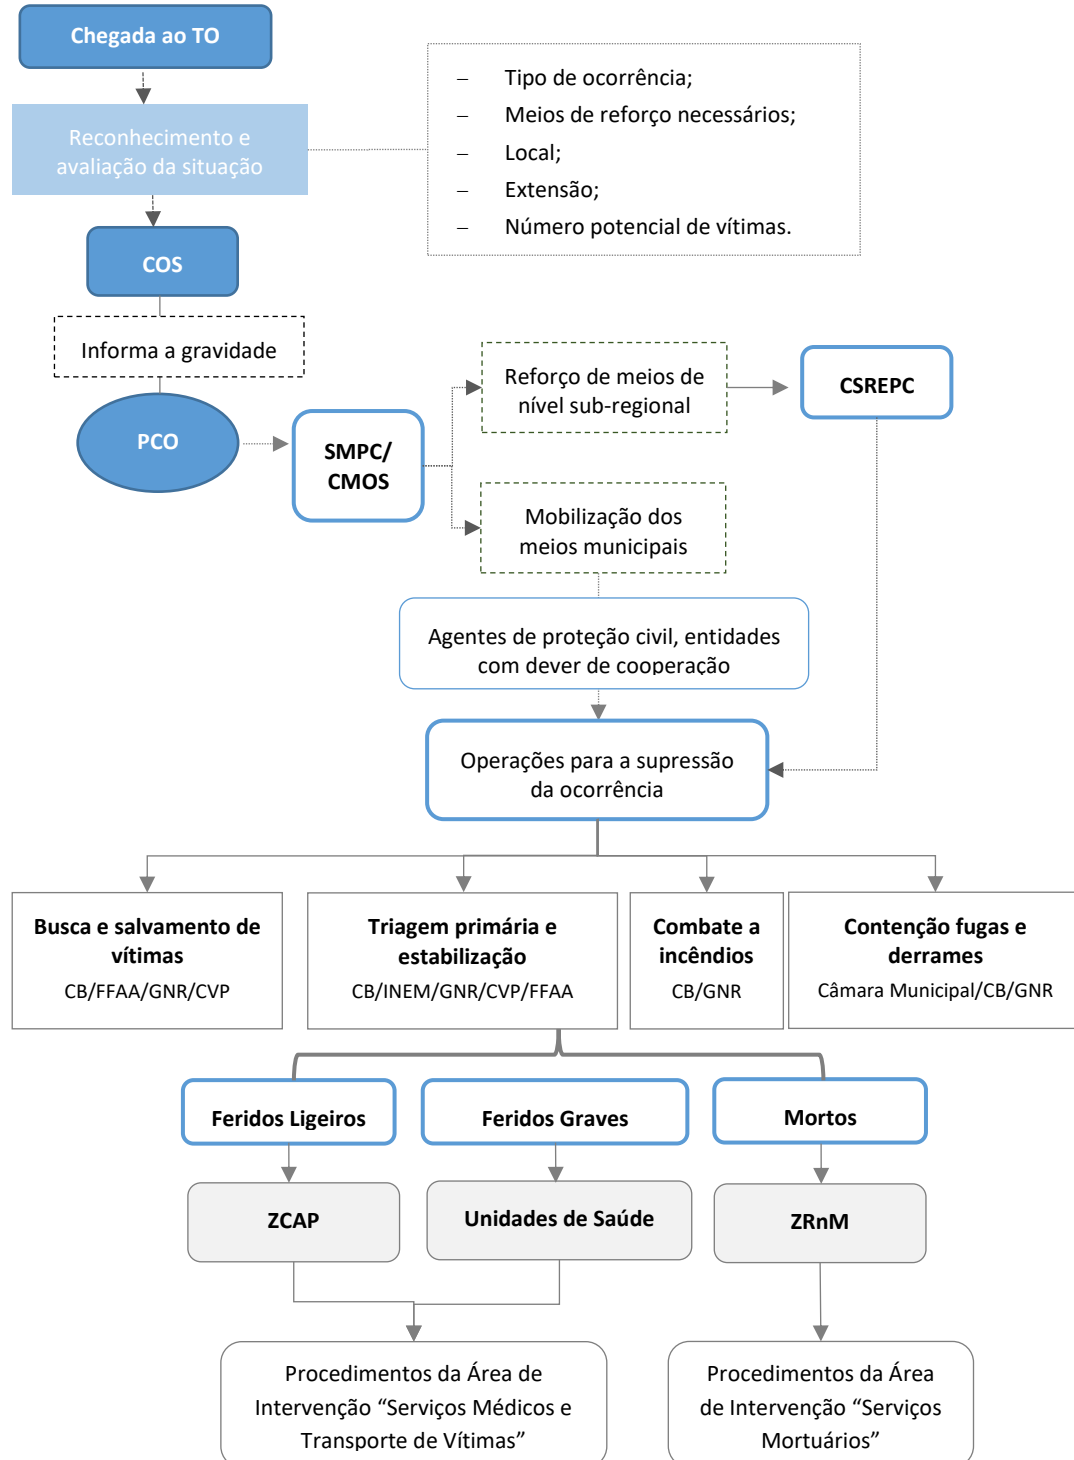 Chegada ao TO
Reconhecimento e
avaliação da situação
– Tipo de ocorrência;
– Meios de reforço necessários;
– Local;
– Extensão;
– Número potencial de vítimas.
COS
Informa a gravidade
PCO
SMPC/
CMOS
Reforço de meios de
nível sub-regional
CSREPC
Mobilização dos
meios municipais
Agentes de proteção civil, entidades
com dever de cooperação
Operações para a supressão
da ocorrência
Busca e salvamento de
vítimas
CB/FFAA/GNR/CVP
Triagem primária e
estabilização
CB/INEM/GNR/CVP/FFAA
Combate a
incêndios
CB/GNR
Contenção fugas e
derrames
Câmara Municipal/CB/GNR
Feridos Ligeiros
Feridos Graves
Mortos
ZCAP
Unidades de Saúde
ZRnM
Procedimentos da Área de
Intervenção “Serviços Médicos e
Transporte de Vítimas”
Procedimentos da Área
de Intervenção “Serviços
Mortuários”